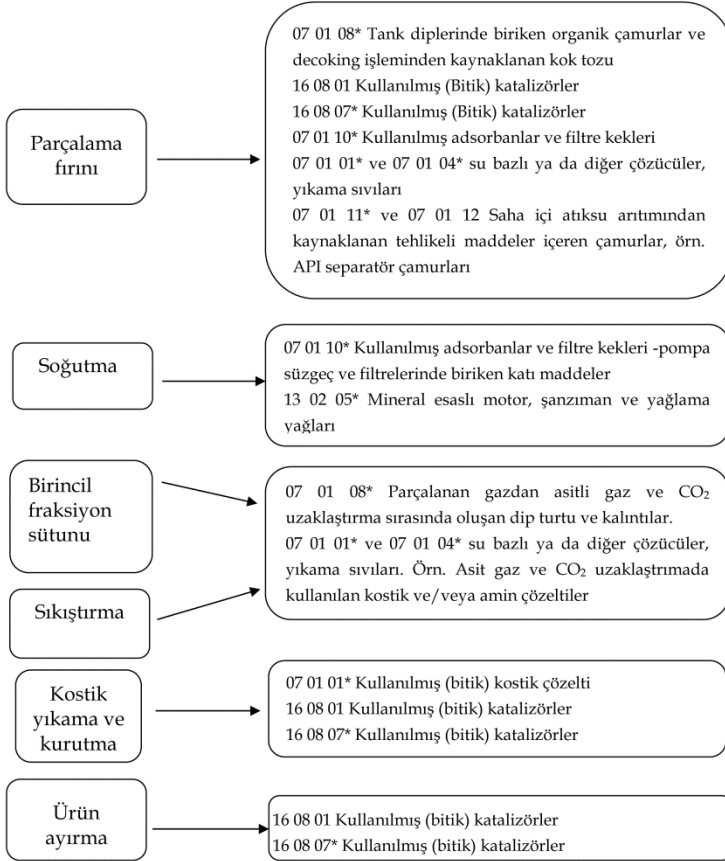 07 01 08* Tank diplerinde biriken organik çamurlar ve
decoking işleminden kaynaklanan kok tozu
16 08 01 Kullanılmış (Bitik) katalizörler
16 08 07* Kullanılmış (Bitik) katalizörler
07 01 10* Kullanılmış adsorbanlar ve filtre kekleri
07 01 01* ve 07 01 04* su bazlı ya da diğer çözücüler,
yıkama sıvıları
07 01 11* ve 07 01 12 Saha içi atıksu arıtımından
kaynaklanan tehlikeli maddeler içeren çamurlar, örn.
API separatör çamurları
Parçalama
fırını
Soğutma
07 01 10* Kullanılmış adsorbanlar ve filtre kekleri -pompa
süzgeç ve filtrelerinde biriken katı maddeler
13 02 05* Mineral esaslı motor, şanzıman ve yağlama
yağları
Birincil
fraksiyon
sütunu
Sıkıştırma
07 01 08* Parçalanan gazdan asitli gaz ve CO₂
uzaklaştırma sırasında oluşan dip turtu ve kalıntılar.
07 01 01* ve 07 01 04* su bazlı ya da diğer çözücüler,
yıkama sıvıları. Örn. Asit gaz ve CO₂ uzaklaştrımada
kullanılan kostik ve/veya amin çözeltiler
Kostik
yıkama ve
kurutma
07 01 01* Kullanılmış (bitik) kostik çözelti
16 08 01 Kullanılmış (bitik) katalizörler
16 08 07* Kullanılmış (bitik) katalizörler
Ürün
ayırma
16 08 01 Kullanılmış (bitik) katalizörler
16 08 07* Kullanılmış (bitik) katalizörler